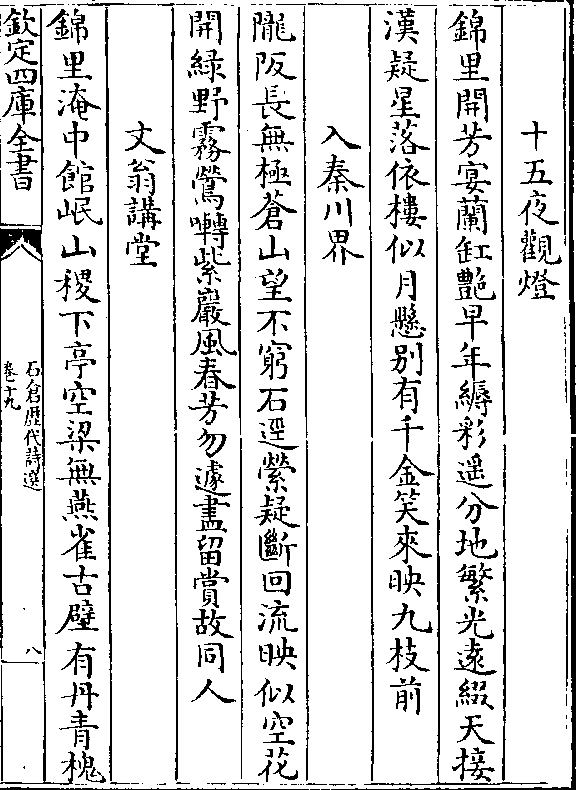 十五夜觀燈
錦里開芳宴蘭缸艷早年縟彩遥分地繁光遠綴天接
漢疑星落依樓似月懸别有千金笑來映九枝前
入秦川界
隴阪長無極蒼山望不窮石逕縈疑斷回流映似空花
開緑野霧鶯囀紫巖風春芳勿遽盡留賞故同人
文翁講堂
錦里淹中館岷山稷下亭空梁無燕雀古壁有丹青槐
欽定四庫全書
石倉歴代詩選
卷十九
八